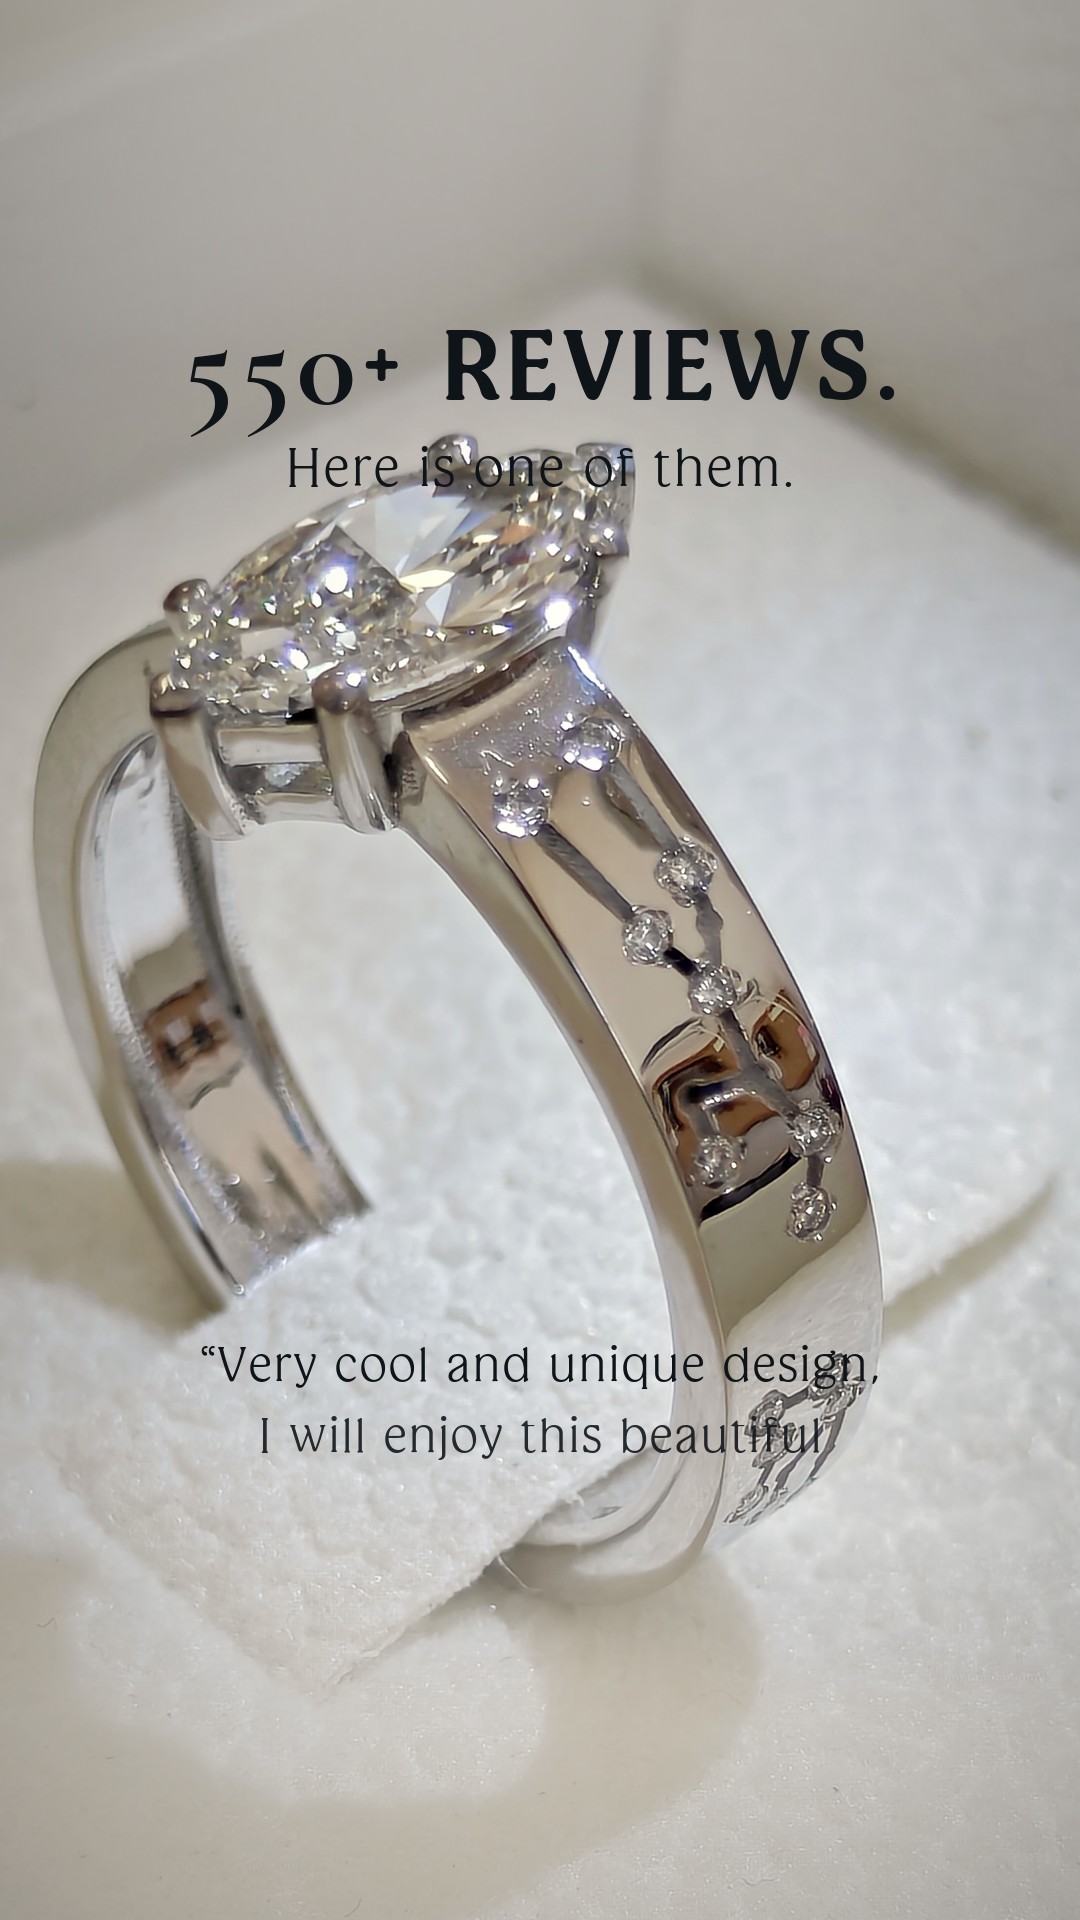 550+ REVIEWS.
Here is one of them.
“Very cool and unique design,
I will enjoy this beautiful